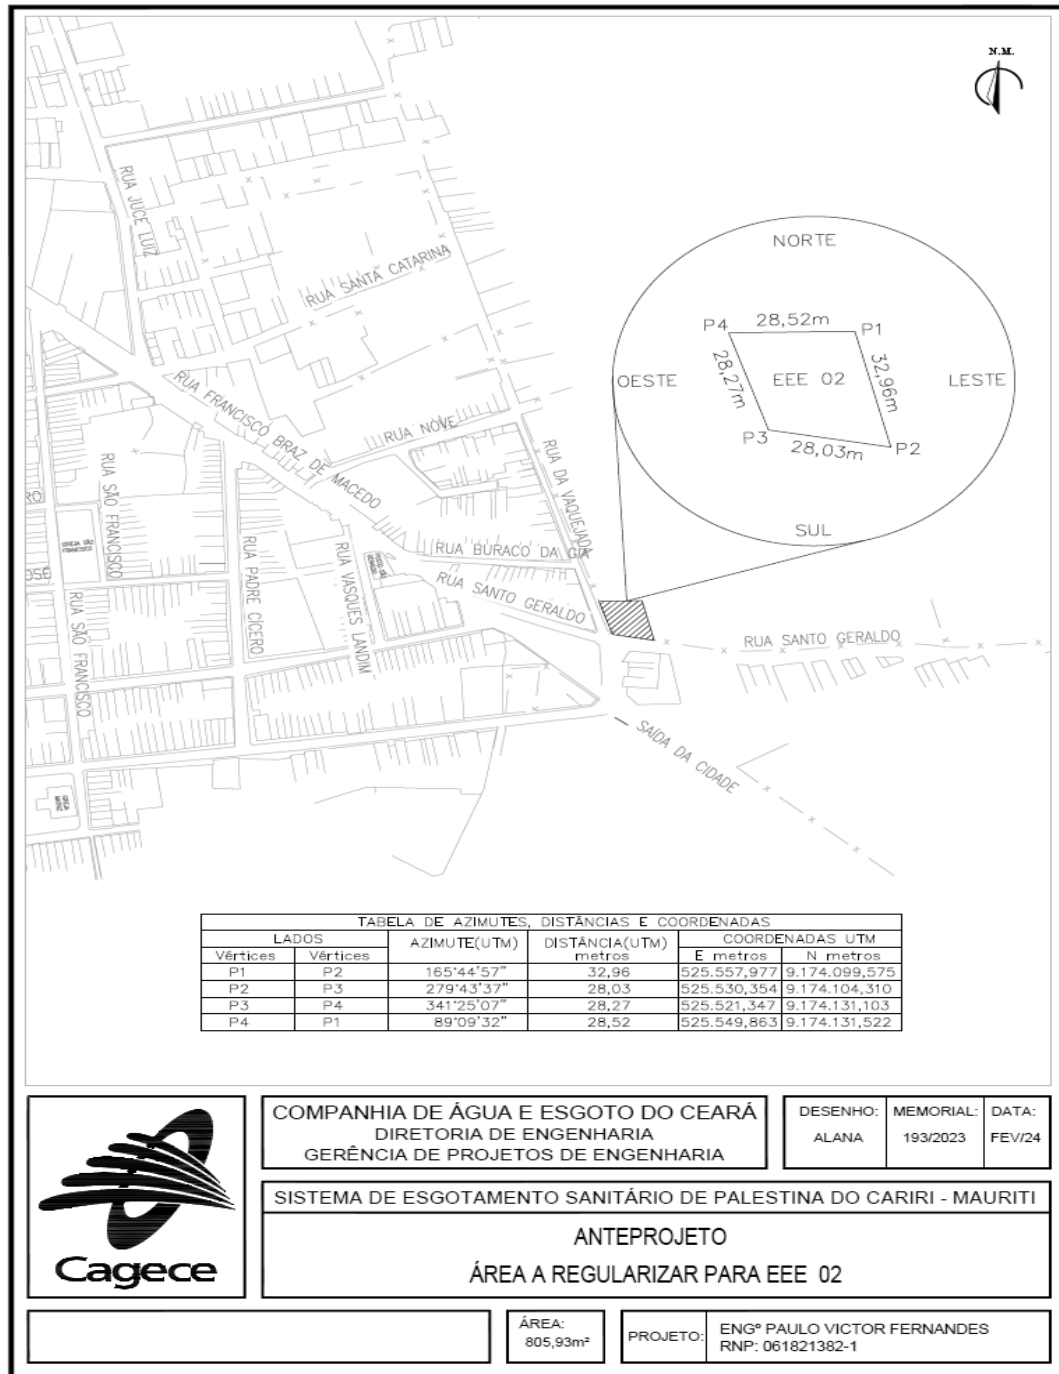 N.M.
RUA JUCE LUIZ
RUA SANTA CATARINA
NORTE
P4
28,52m
P1
28,27m
32,96m
OESTE
EEE 02
LESTE
P3
28,03m
P2
SUL
RUA FRANCISCO BRAZ DE MACEDO
RUA NOVE
RUA DA VAQUEJADA
RUA SÃO FRANCISCO
RO
IGREJA SÃO
FRANCISCO
OSÉ
RUA PADRE CÍCERO
RUA VASQUES LANDIM
RUA BURACO DA GIA
RUA SANTO GERALDO
RUA SÃO FRANCISCO
RUA SANTO GERALDO
SAÍDA DA CIDADE
IGREJA
MATRIZ
TABELA DE AZIMUTES, DISTÂNCIAS E COORDENADAS
LADOS AZIMUTE(UTM) DISTÂNCIA(UTM) metros COORDENADAS UTM
Vértices Vértices E metros N metros
P1 P2 165°44'57" 32,96 525.557,977 9.174.099,575
P2 P3 279°43'37" 28,03 525.530,354 9.174.104,310
P3 P4 341°25'07" 28,27 525.521,347 9.174.131,103
P4 P1 89°09'32" 28,52 525.549,863 9.174.131,522
Cagece
COMPANHIA DE ÁGUA E ESGOTO DO CEARÁ
DIRETORIA DE ENGENHARIA
GERÊNCIA DE PROJETOS DE ENGENHARIA
DESENHO: MEMORIAL: DATA:
ALANA 193/2023 FEV/24
SISTEMA DE ESGOTAMENTO SANITÁRIO DE PALESTINA DO CARIRI - MAURITI
ANTEPROJETO
ÁREA A REGULARIZAR PARA EEE 02
ÁREA:
805,93m²
PROJETO:
ENGº PAULO VICTOR FERNANDES
RNP: 061821382-1